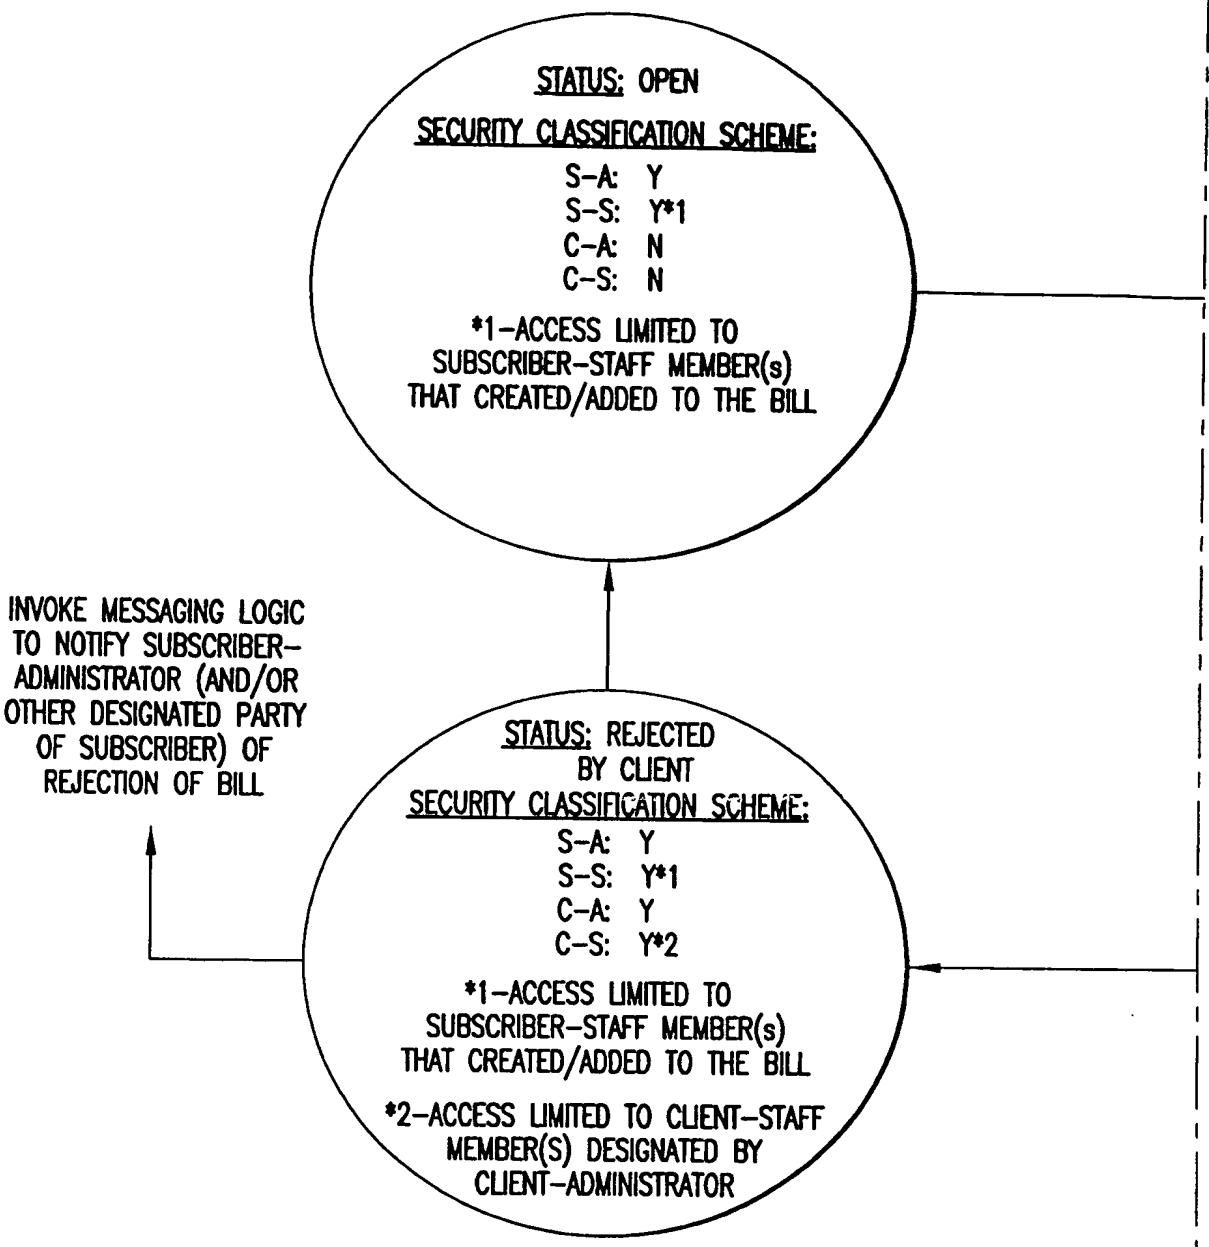 STATUS: OPEN
SECURITY CLASSIFICATION SCHEME:
S-A: Y
S-S: Y*1
C-A: N
C-S: N
*1-ACCESS LIMITED TO
SUBSCRIBER-STAFF MEMBER(s)
THAT CREATED/ADDED TO THE BILL
INVOKE MESSAGING LOGIC
TO NOTIFY SUBSCRIBER-
ADMINISTRATOR (AND/OR
OTHER DESIGNATED PARTY
OF SUBSCRIBER) OF
REJECTION OF BILL
STATUS: REJECTED
BY CLIENT
SECURITY CLASSIFICATION SCHEME:
S-A: Y
S-S: Y*1
C-A: Y
C-S: Y*2
*1-ACCESS LIMITED TO
SUBSCRIBER-STAFF MEMBER(s)
THAT CREATED/ADDED TO THE BILL
*2-ACCESS LIMITED TO CLIENT-STAFF
MEMBER(S) DESIGNATED BY
CLIENT-ADMINISTRATOR